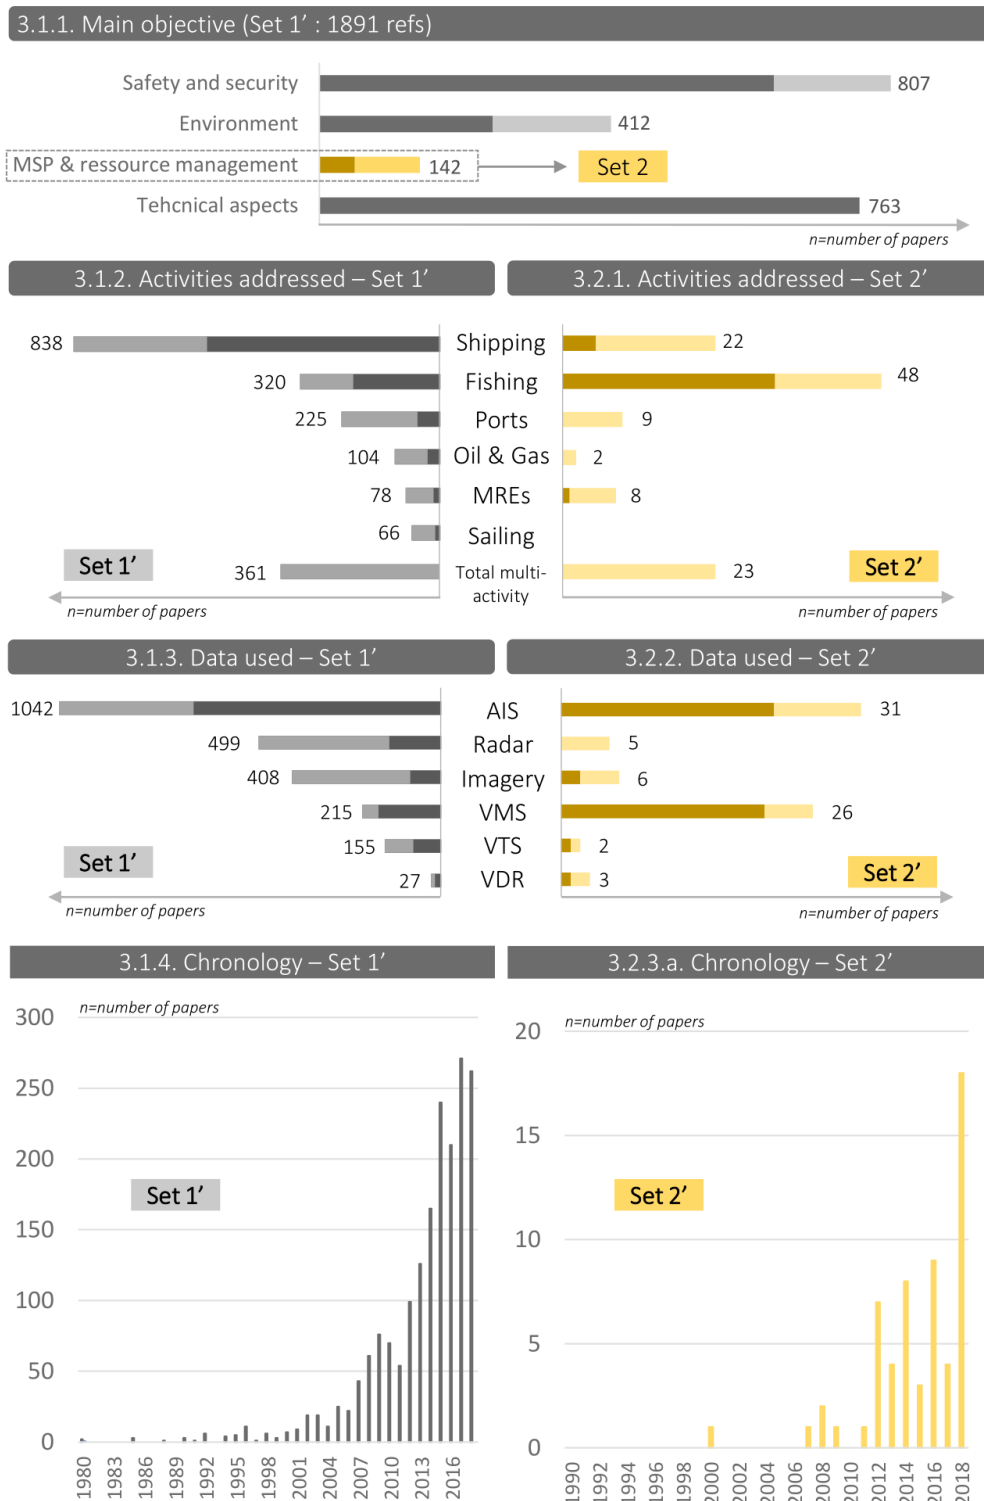 3.1.1. Main objective (Set 1’ : 1891 refs)
Safety and security 807
Environment 412
MSP & ressource management 142 Set 2
Tehcnical aspects 763
n=number of papers
3.1.2. Activities addressed – Set 1’ 3.2.1. Activities addressed – Set 2’
838 Shipping 22
320 Fishing 48
225 Ports 9
104 Oil & Gas 2
78 MREs 8
66 Sailing
Set 1’ Set 2’
361 Total multi- 23
activity
n=number of papers n=number of papers
3.1.3. Data used – Set 1’ 3.2.2. Data used – Set 2’
1042 AIS 31
499 Radar 5
408 Imagery 6
215 VMS 26
155 VTS 2
Set 1’ Set 2’
27 VDR 3
n=number of papers n=number of papers
3.1.4. Chronology – Set 1’ 3.2.3.a. Chronology – Set 2’
n=number of papers
300
250
200
Set 1’
150
100
50
0
1980 1983 1986 1989 1992 1995 1998 2001 2004 2007 2010 2013 2016
n=number of papers
20
15
Set 2’
10
5
0
1990 1992 1994 1996 1998 2000 2002 2004 2006 2008 2010 2012 2014 2016 2018